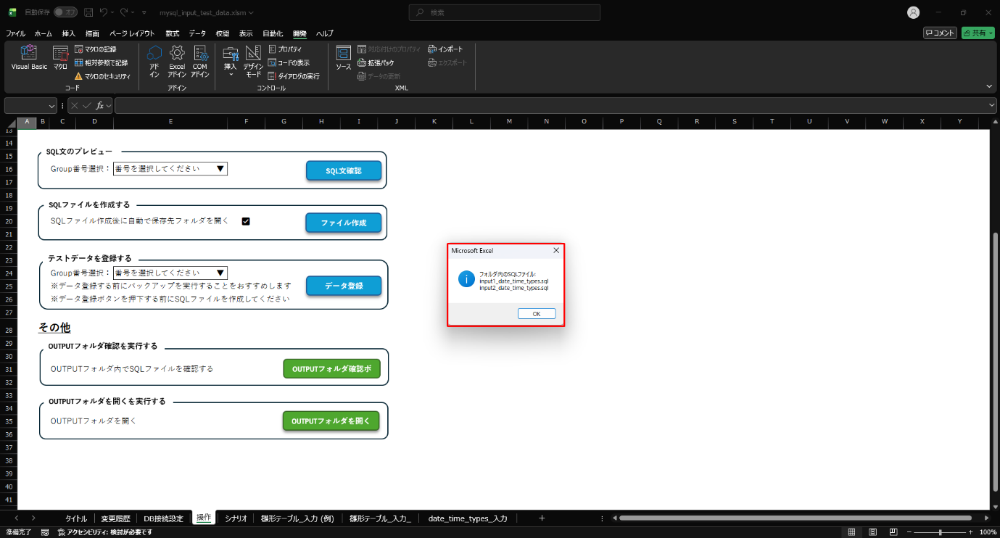 自動保存 オフ mysql_input_test_data.xlsm 検索
ファイル ホーム 挿入 描画 ページ レイアウト 数式 データ 校閲 表示 自動化 開発 ヘルプ コメント 共有
Visual Basic マクロ マクロの記録 相対参照で記録 マクロのセキュリティ
コード
アド イン Excel アドイン COM アドイン
アドイン
挿入 デザイン モード プロパティ コードの表示 ダイアログの実行
コントロール
ソース 対応付けのプロパティ 拡張パック データの更新 インポート エクスポート
XML
fx
A B C D E F G H I J K L M N O P Q R S T U V W X Y
13
14
15 SQL文のプレビュー
16 Group番号選択： 番号を選択してください ▼ SQL文確認
17
18
19 SQLファイルを作成する
20 SQLファイル作成後に自動で保存先フォルダを開く ファイル作成
21
22
23 テストデータを登録する
24 Group番号選択： 番号を選択してください ▼
25 ※データ登録する前にバックアップを実行することをおすすめします データ登録
26 ※データ登録ボタンを押下する前にSQLファイルを作成してください
27
28 その他
29 OUTPUTフォルダ確認を実行する
30
31 OUTPUTフォルダ内でSQLファイルを確認する OUTPUTフォルダ確認ボ
32
33
34 OUTPUTフォルダを開くを実行する
35 OUTPUTフォルダを開く OUTPUTフォルダを開く
36
37
38
39
40
41
Microsoft Excel
フォルダ内のSQLファイル:
input1_date_time_types.sql
input2_date_time_types.sql
OK
タイトル 変更履歴 DB接続設定 操作 シナリオ 雛形テーブル_入力 (例) 雛形テーブル_入力_ date_time_types_入力
準備完了 アクセシビリティ: 検討が必要です 100%